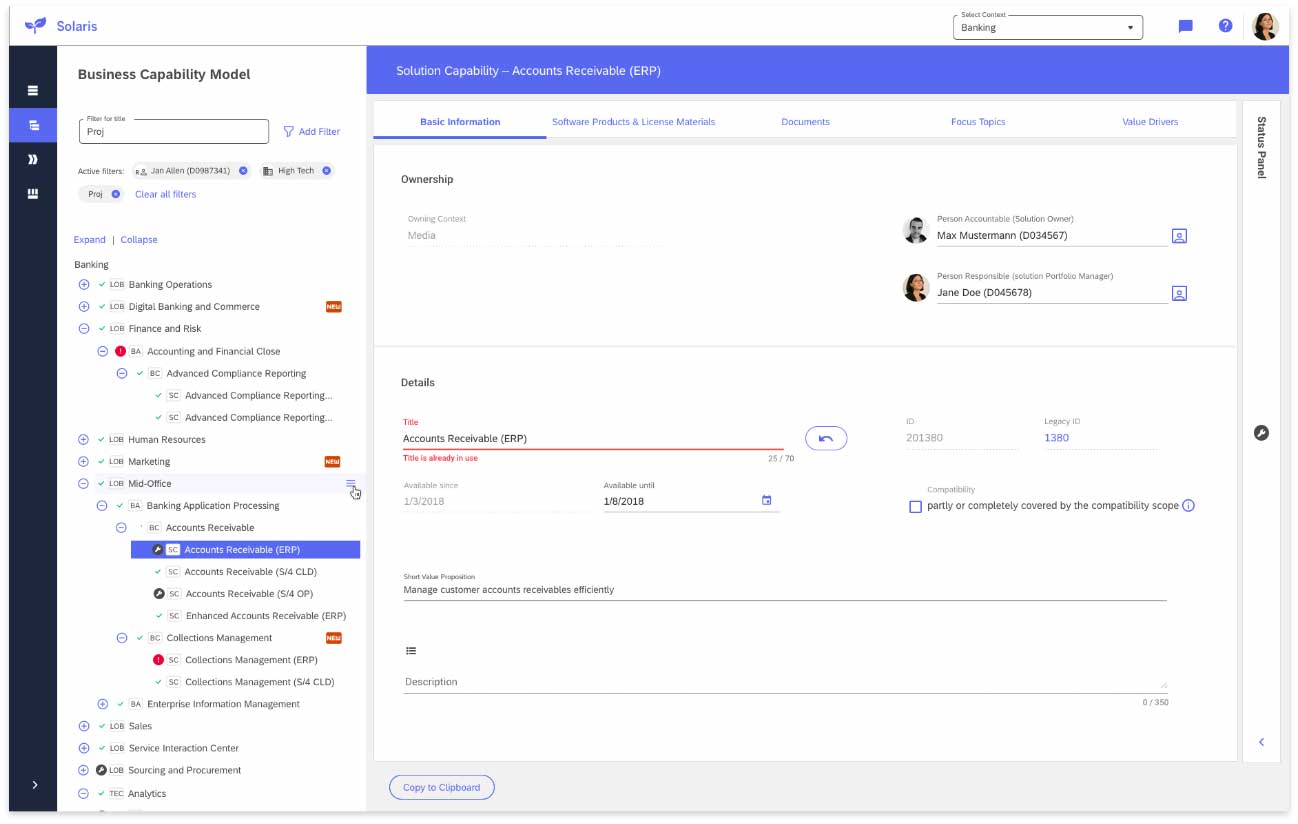 Solaris
Select Context
Banking
Business Capability Model
Filter for title
Proj
Add Filter
Active filters:
Jan Allen (D0987341)
High Tech
Proj
Clear all filters
Expand | Collapse
Banking
LOB Banking Operations
LOB Digital Banking and Commerce NEW
LOB Finance and Risk
BA Accounting and Financial Close
BC Advanced Compliance Reporting
SC Advanced Compliance Reporting...
SC Advanced Compliance Reporting...
LOB Human Resources
LOB Marketing NEW
LOB Mid-Office
BA Banking Application Processing
BC Accounts Receivable
SC Accounts Receivable (ERP)
SC Accounts Receivable (S/4 CLD)
SC Accounts Receivable (S/4 OP)
SC Enhanced Accounts Receivable (ERP)
BC Collections Management NEW
SC Collections Management (ERP)
SC Collections Management (S/4 CLD)
BA Enterprise Information Management
LOB Sales
LOB Service Interaction Center
LOB Sourcing and Procurement
TEC Analytics
Solution Capability – Accounts Receivable (ERP)
Basic Information
Software Products & License Materials
Documents
Focus Topics
Value Drivers
Ownership
Owning Context
Media
Person Accountable (Solution Owner)
Max Mustermann (D034567)
Person Responsible (solution Portfolio Manager)
Jane Doe (D045678)
Details
Title
Accounts Receivable (ERP)
Title is already in use
25 / 70
ID
201380
Legacy ID
1380
Available since
1/3/2018
Available until
1/8/2018
Compatibility
partly or completely covered by the compatibility scope
Short Value Proposition
Manage customer accounts receivables efficiently
Description
0 / 350
Copy to Clipboard
Status Panel